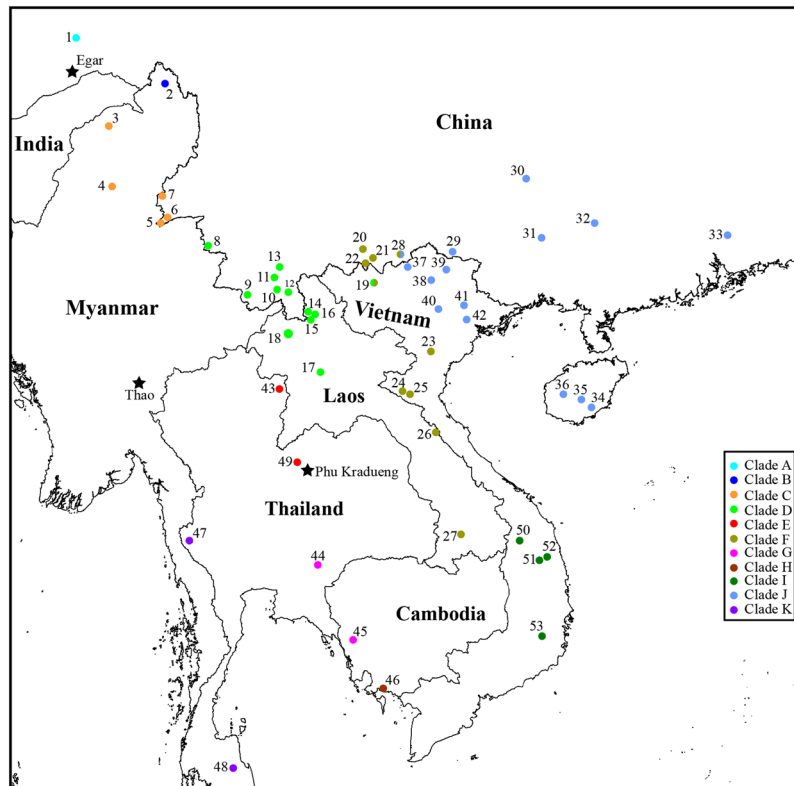 1
Egar
2
China
3
India
30
4
7
6
5
32
31
33
8
20
21
28
29
22
13
37
39
11
19
38
9
10
12
Myanmar
14
16
15
Vietnam
40
41
42
18
23
17
43
24
25
36
35
34
Thao
Laos
26
49
Phu Kradueng
Clade A
Clade B
Clade C
Clade D
Clade E
Clade F
Clade G
Clade H
Clade I
Clade J
Clade K
Thailand
47
27
50
52
51
44
Cambodia
45
53
46
48